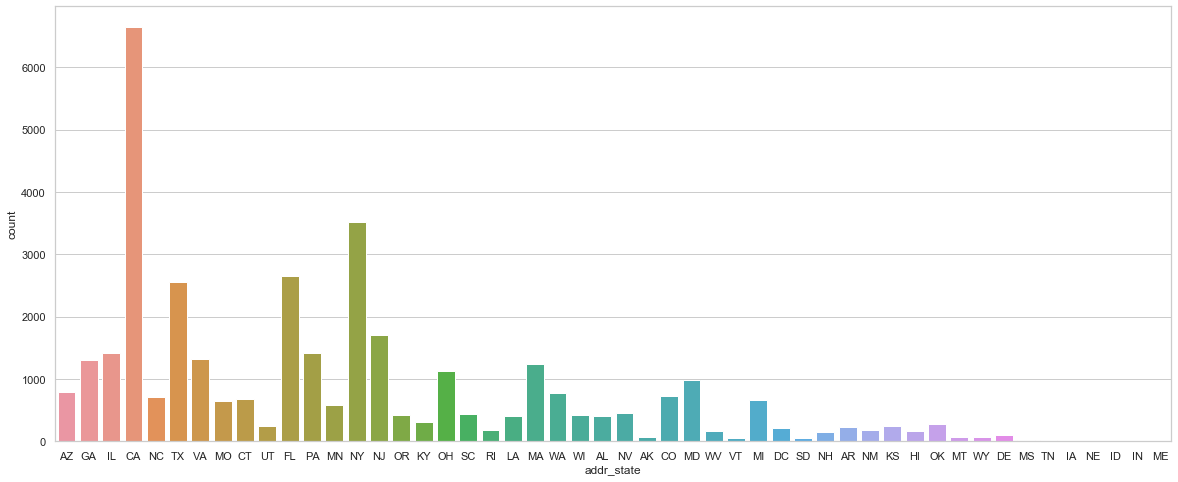 6000
5000
4000
3000
2000
1000
0
count
AZ GA IL CA NC TX VA MO CT UT FL PA MN NY NJ OR KY OH SC RI LA MA WA WI AL NV AK CO MD WV VT MI DC SD NH AR NM KS HI OK MT WY DE MS TN IA NE ID IN ME
addr_state